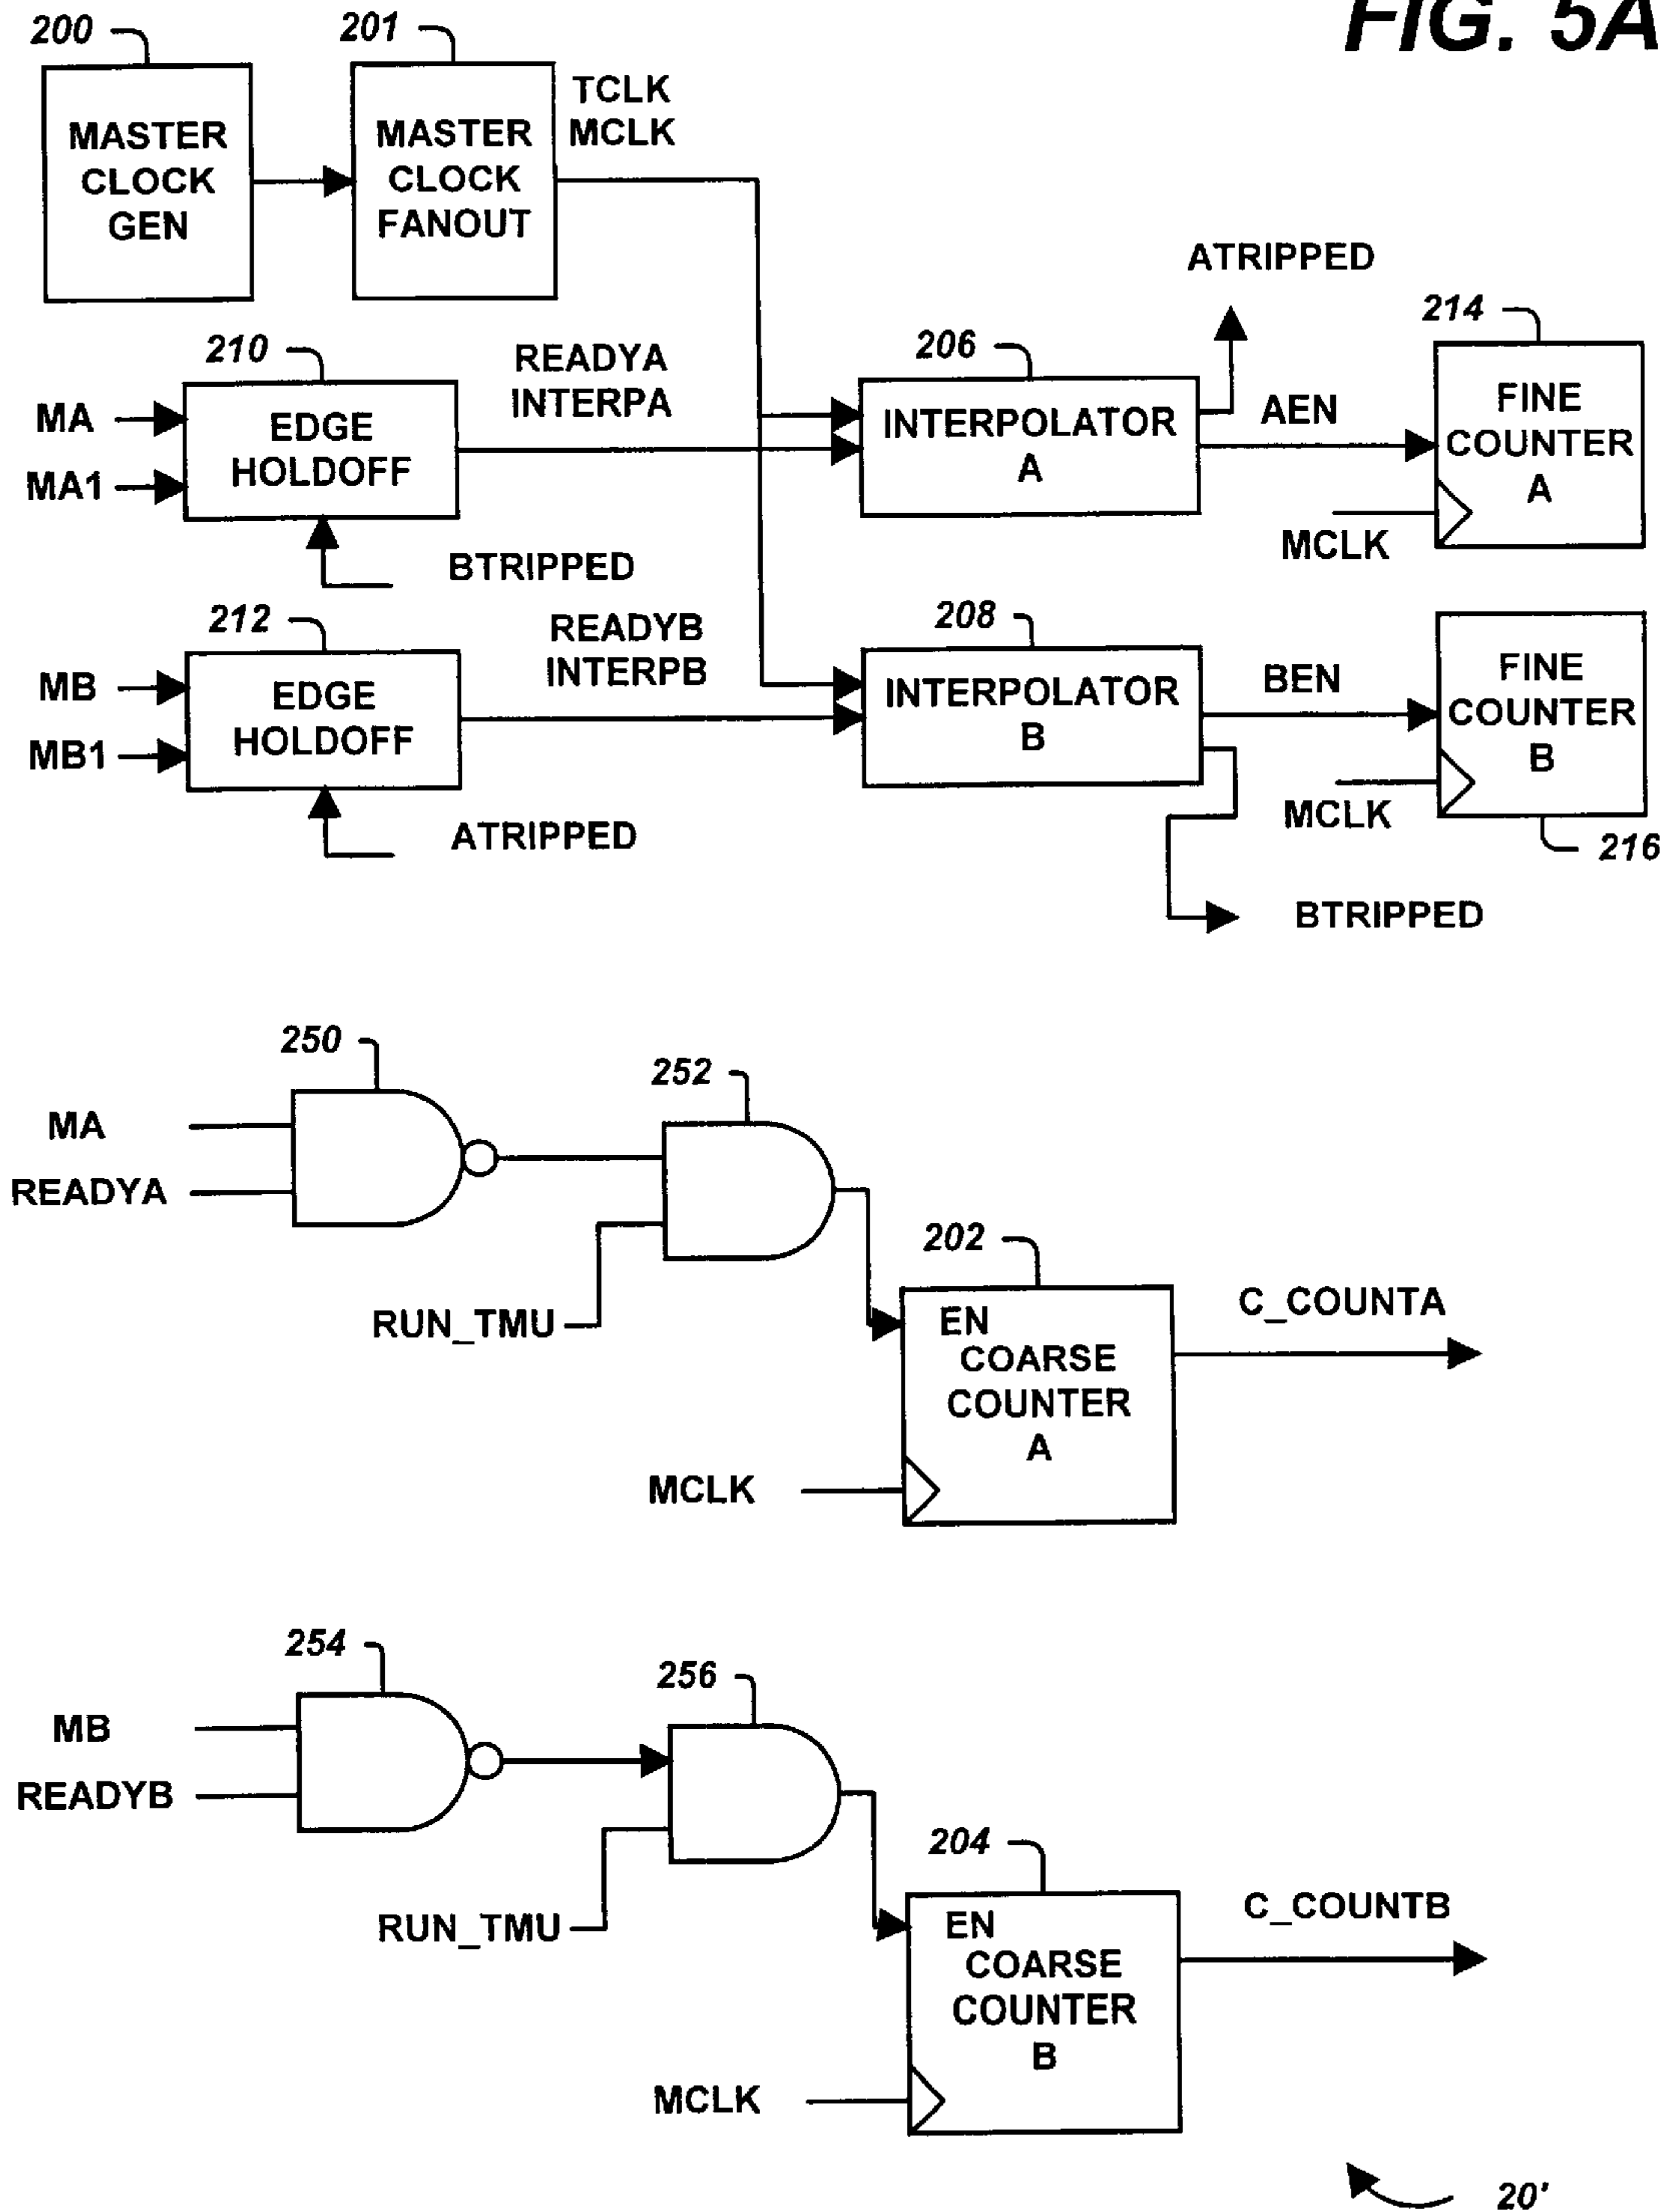 FIG. 5A
200
201
MASTER
CLOCK
GEN
MASTER
CLOCK
FANOUT
TCLK
MCLK
210
MA
MA1
EDGE
HOLDOFF
READYA
INTERPA
BTRIPPED
206
INTERPOLATOR
A
ATRIPPED
AEN
214
FINE
COUNTER
A
MCLK
212
MB
MB1
EDGE
HOLDOFF
READYB
INTERPB
ATRIPPED
208
INTERPOLATOR
B
BEN
FINE
COUNTER
B
MCLK
216
BTRIPPED
250
MA
READYA
252
RUN_TMU
202
EN
COARSE
COUNTER
A
MCLK
C_COUNTA
254
MB
READYB
256
RUN_TMU
204
EN
COARSE
COUNTER
B
MCLK
C_COUNTB
20'